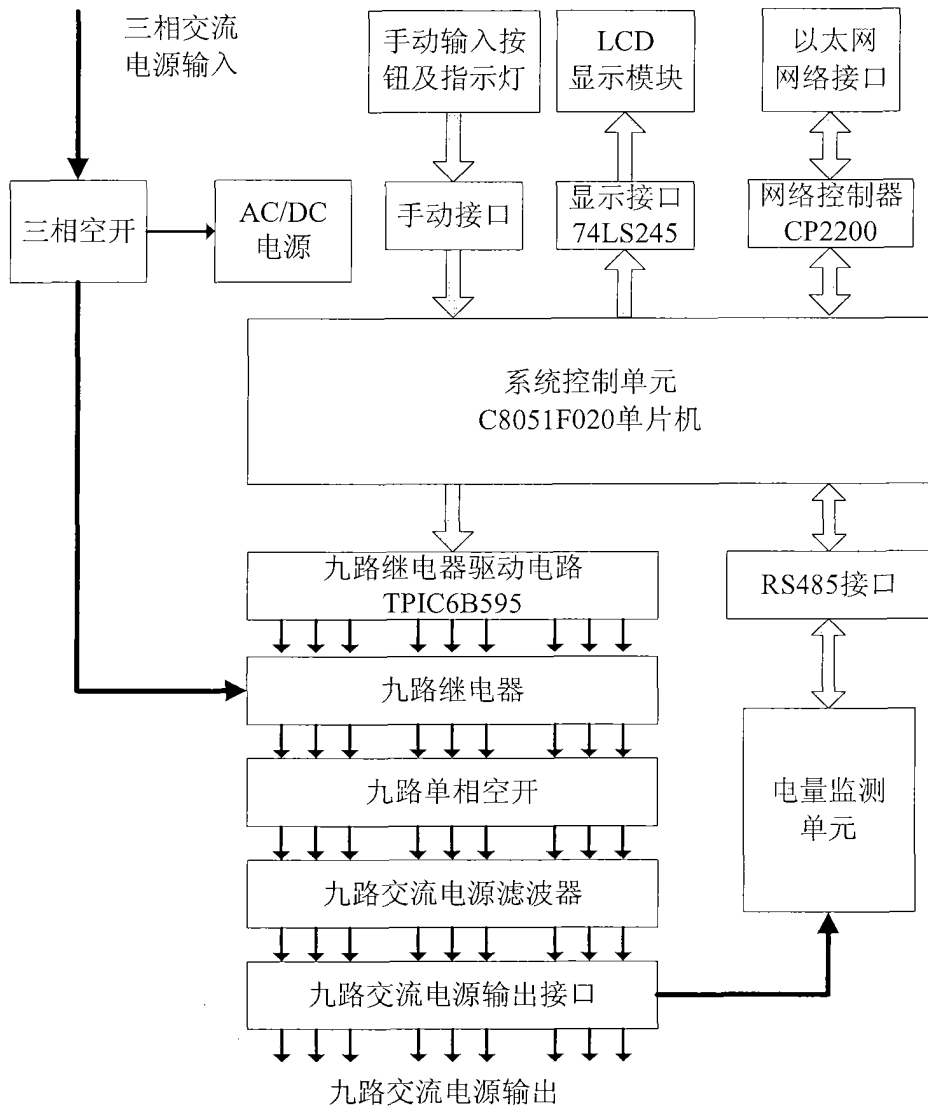 三相交流
电源输入
手动输入按
钮及指示灯
LCD
显示模块
以太网
网络接口
三相空开
AC/DC
电源
手动接口
显示接口
74LS245
网络控制器
CP2200
系统控制单元
C8051F020单片机
九路继电器驱动电路
TPIC6B595
RS485接口
九路继电器
九路单相空开
电量监测
单元
九路交流电源滤波器
九路交流电源输出接口
九路交流电源输出